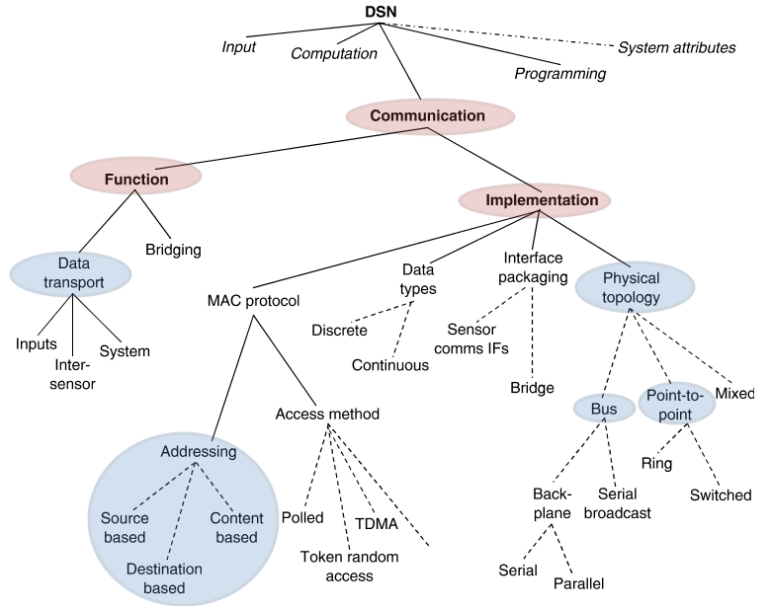 DSN
Input
Computation
System attributes
Programming
Communication
Function
Implementation
Bridging
Data
transport
Inputs
Inter-
sensor
System
MAC protocol
Data
types
Interface
packaging
Physical
topology
Discrete
Continuous
Sensor
comms IFs
Bridge
Addressing
Access method
Source
based
Content
based
Destination
based
Polled
TDMA
Token random
access
Bus
Point-to-
point
Mixed
Ring
Switched
Back-
plane
Serial
broadcast
Serial
Parallel